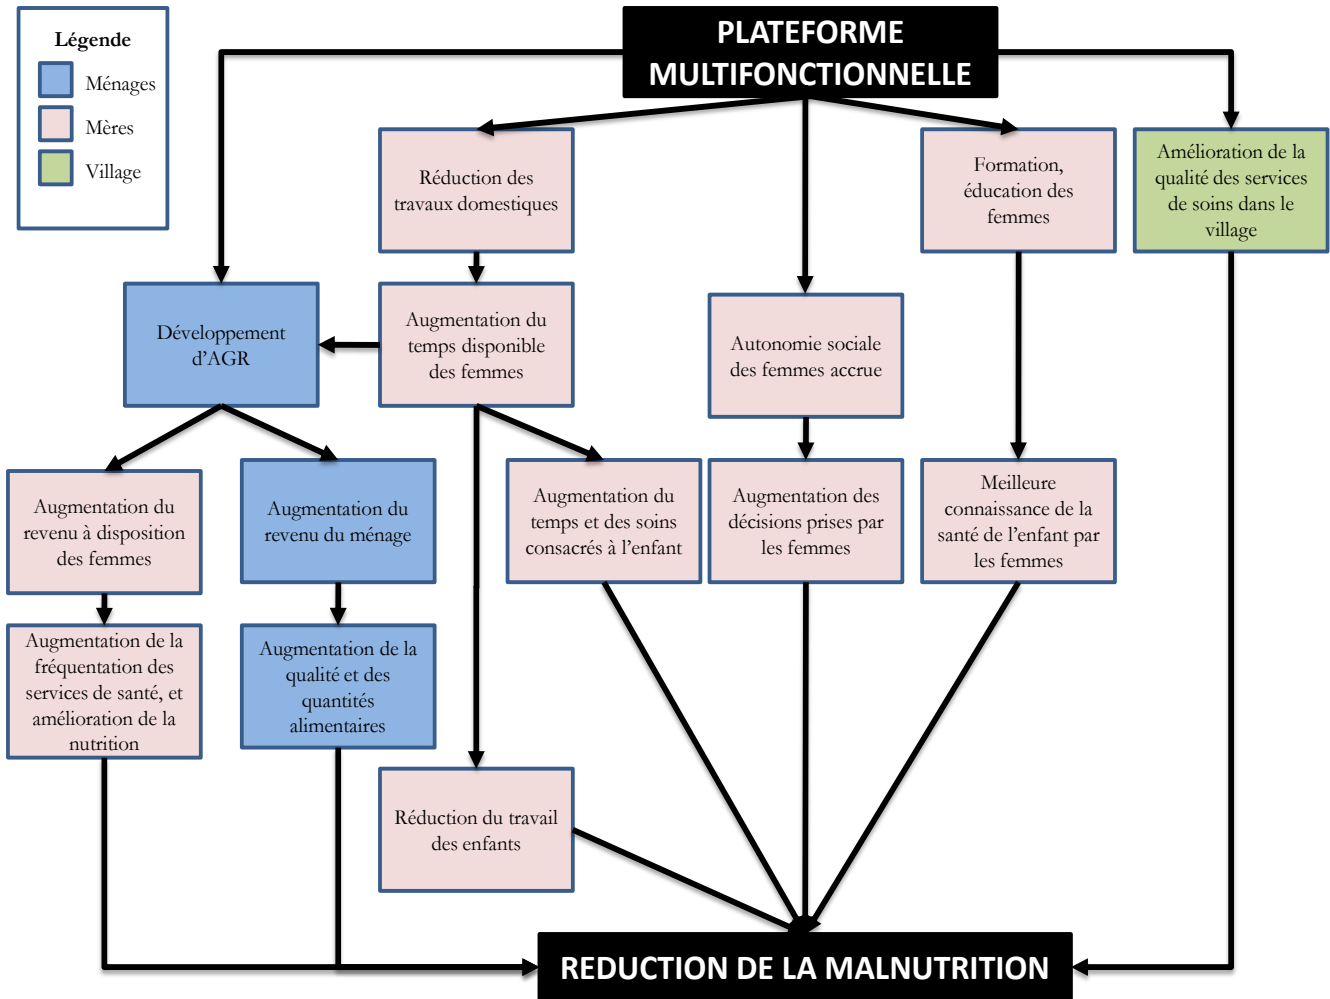 Légende
Ménages
Mères
Village
PLATEFORME
MULTIFONCTIONNELLE
Réduction des
travaux domestiques
Formation,
éducation des
femmes
Amélioration de la
qualité des services
de soins dans le
village
Développement
d’AGR
Augmentation du
temps disponible
des femmes
Autonomie sociale
des femmes accrue
Augmentation du
revenu à disposition
des femmes
Augmentation du
revenu du ménage
Augmentation du
temps et des soins
consacrés à l’enfant
Augmentation des
décisions prises par
les femmes
Meilleure
connaissance de la
santé de l’enfant par
les femmes
Augmentation de la
fréquentation des
services de santé, et
amélioration de la
nutrition
Augmentation de la
qualité et des
quantités
alimentaires
Réduction du travail
des enfants
REDUCTION DE LA MALNUTRITION